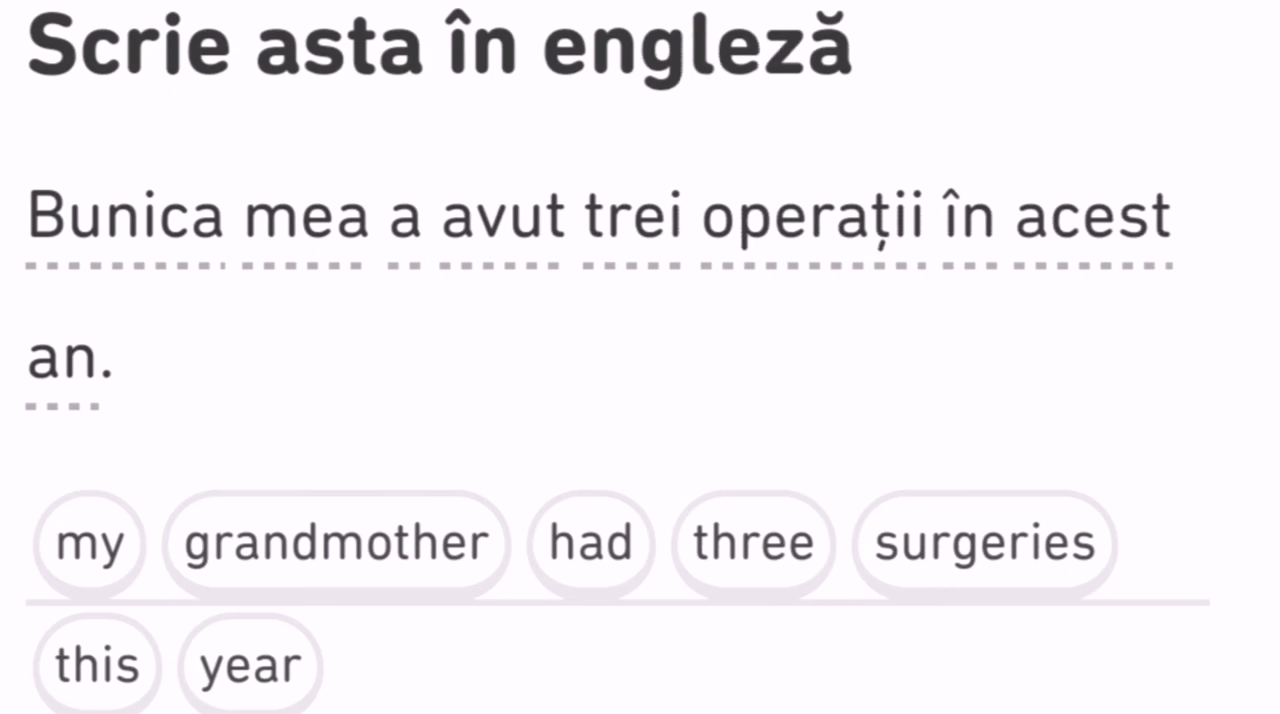 Scrie asta în engleză
Bunica mea a avut trei operații în acest
an.
my grandmother had three surgeries
this year